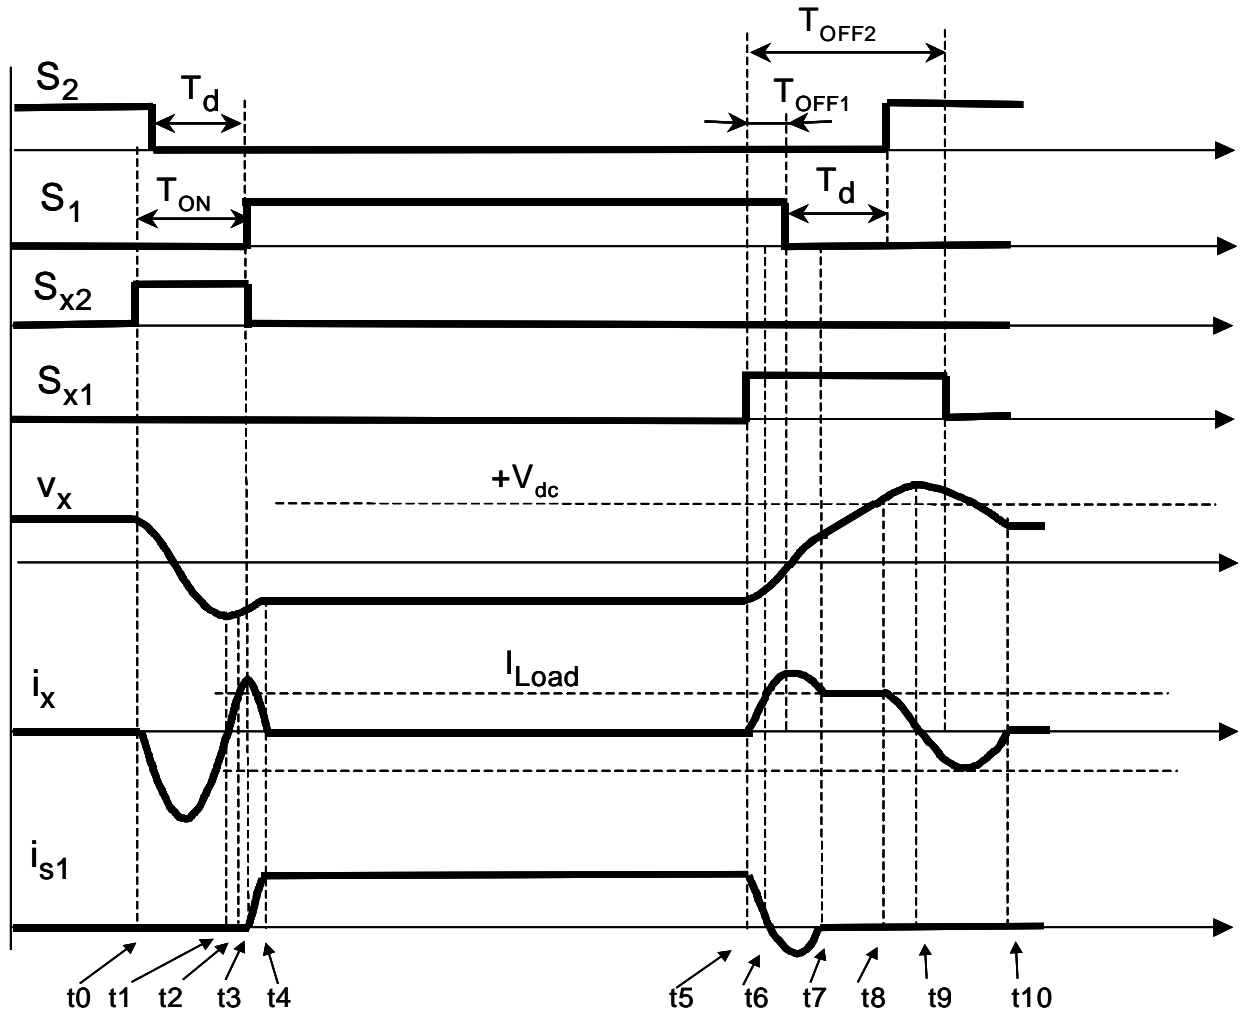 T_OFF2
S_2
T_d
T_OFF1
S_1
T_ON
T_d
S_x2
S_x1
v_x
+V_dc
i_x
I_Load
i_s1
t0 t1 t2 t3 t4 t5 t6 t7 t8 t9 t10